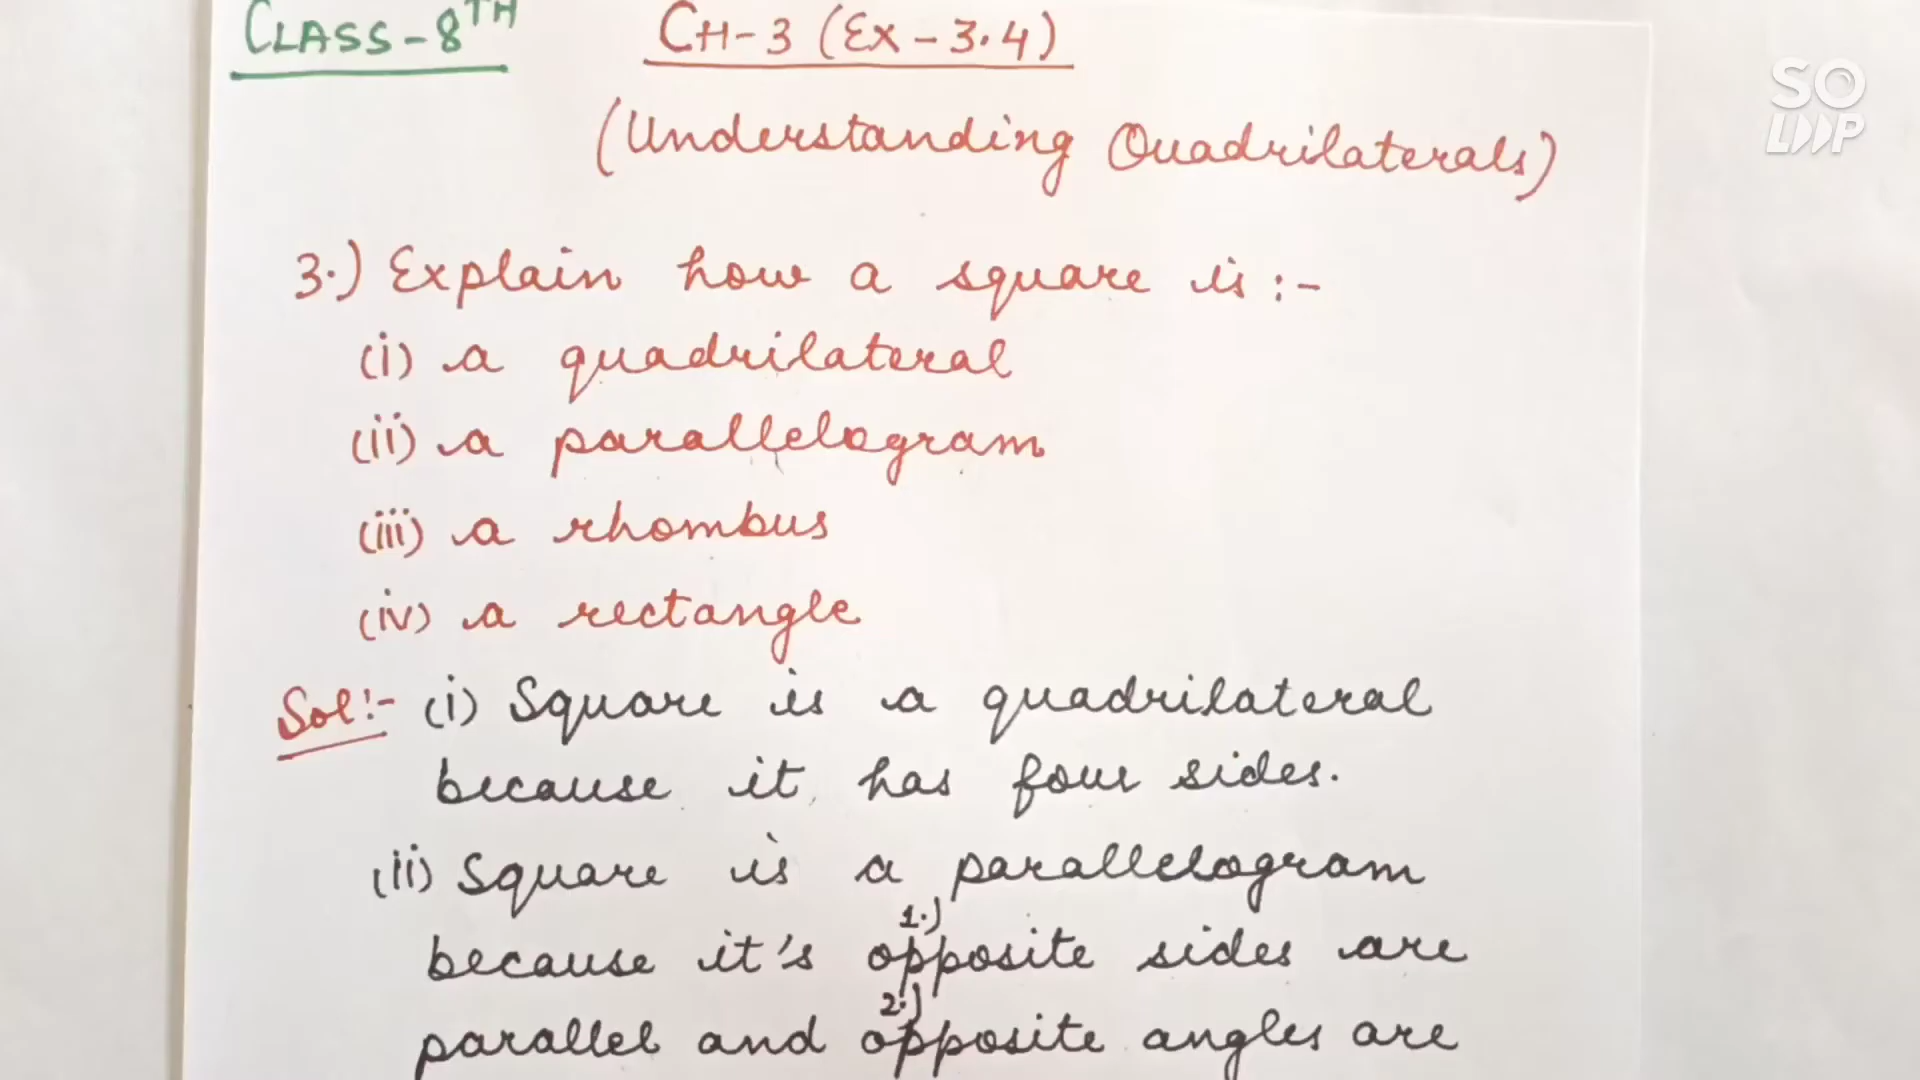 CLASS-8TH CH-3 (Ex-3.4)
(Understanding Quadrilaterals)
3.) Explain how a square is:-
(i) a quadrilateral
(ii) a parallelogram
(iii) a rhombus
(iv) a rectangle
Sol:- (i) Square is a quadrilateral
because it has four sides.
(ii) Square is a parallelogram
1.)
because it's opposite sides are
2.)
parallel and opposite angles are
SO
LOOP